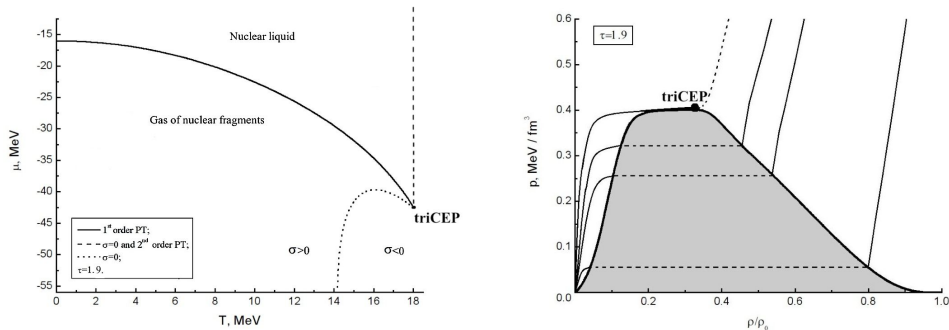 Nuclear liquid
Gas of nuclear fragments
triCEP
1st order PT;
σ=0 and 2nd order PT;
σ=0;
τ=1.9.
σ>0
σ<0
μ, MeV
-15
-20
-25
-30
-35
-40
-45
-50
-55
0 2 4 6 8 10 12 14 16 18
T, MeV
τ=1.9
triCEP
p, MeV / fm³
0.6
0.5
0.4
0.3
0.2
0.1
0.0
0.0 0.2 0.4 0.6 0.8 1.0
ρ/ρ₀